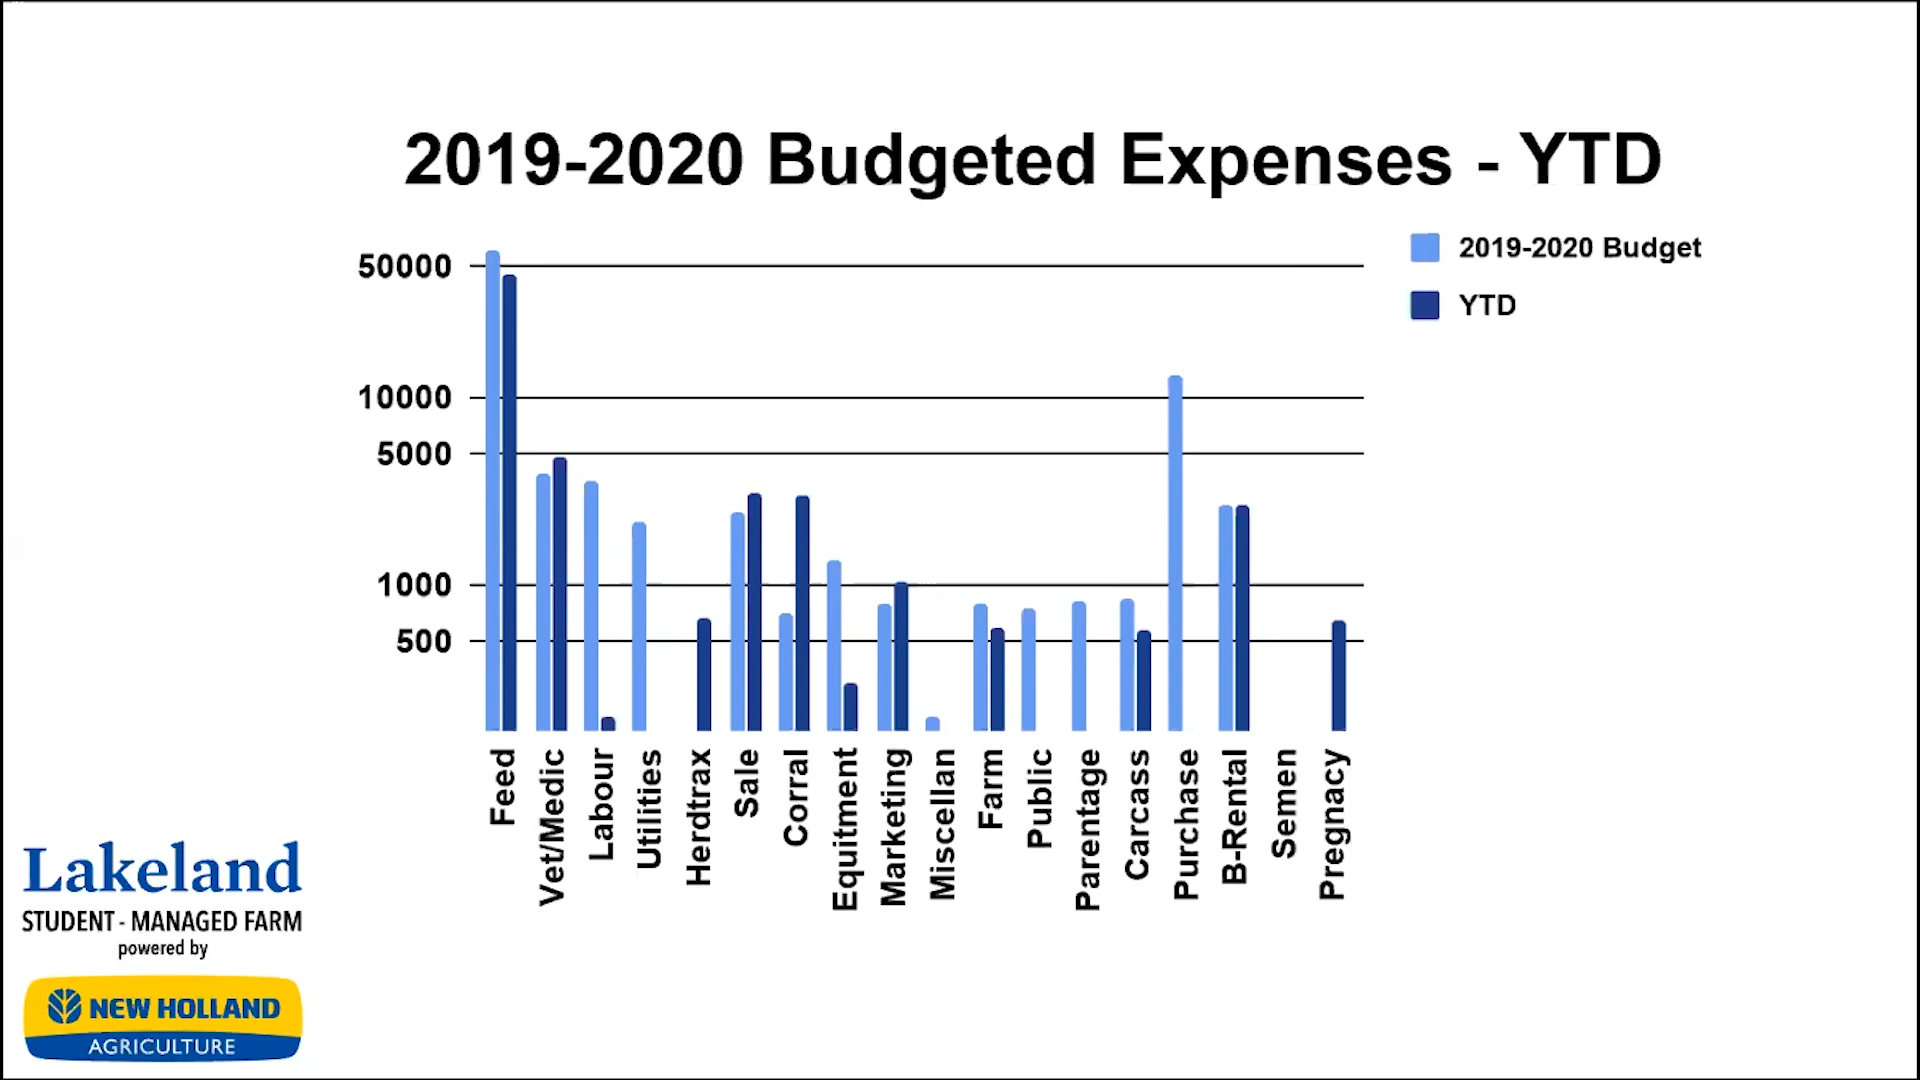 2019-2020 Budgeted Expenses - YTD
2019-2020 Budget
YTD
50000
10000
5000
1000
500
Feed
Vet/Medic
Labour
Utilities
Herdtrax
Sale
Corral
Equitment
Marketing
Miscellan
Farm
Public
Parentage
Carcass
Purchase
B-Rental
Semen
Pregnacy
Lakeland
STUDENT - MANAGED FARM
powered by
NEW HOLLAND
AGRICULTURE